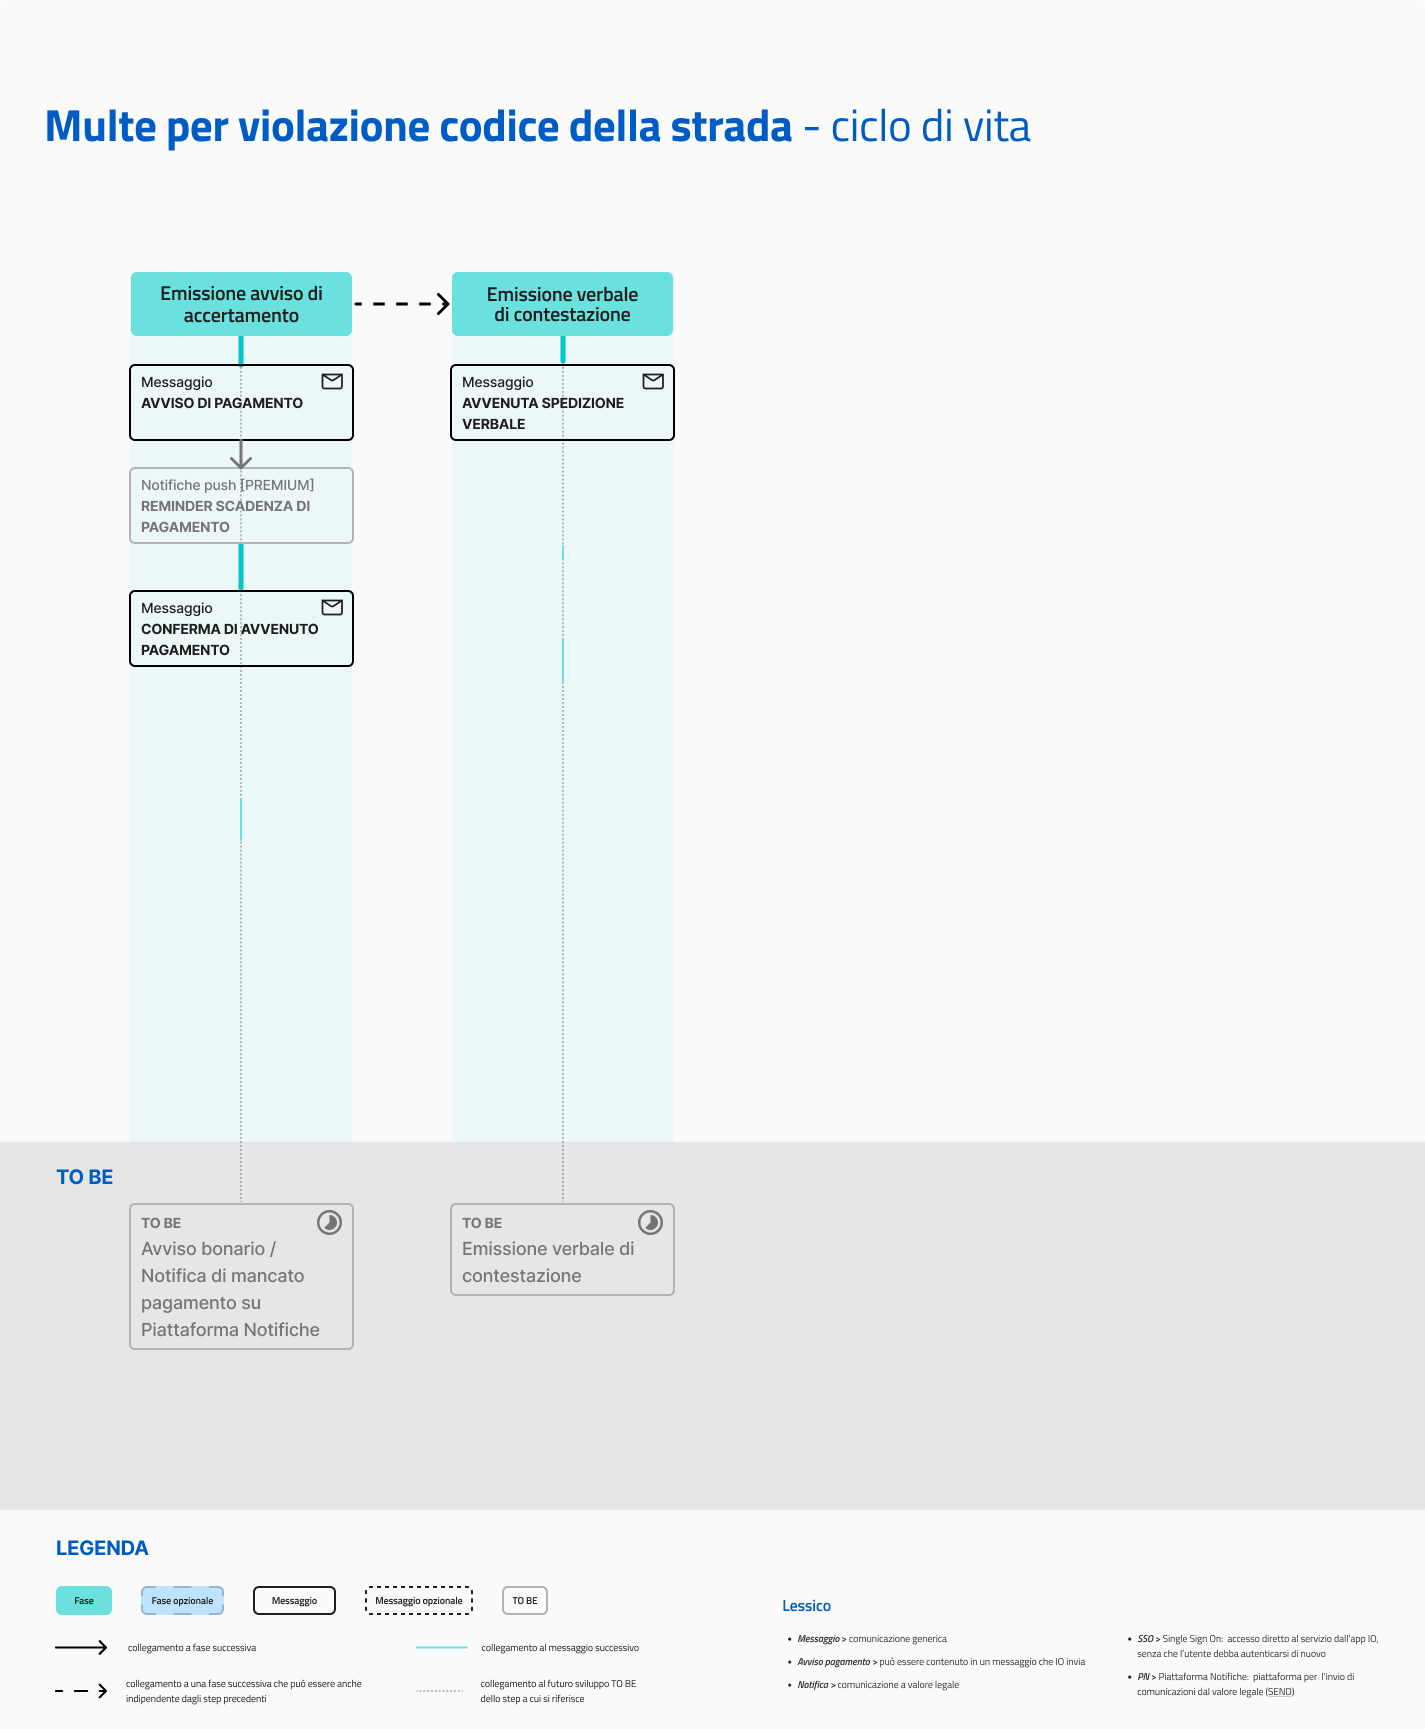 Multe per violazione codice della strada - ciclo di vita
Emissione avviso di
accertamento
Messaggio
AVVISO DI PAGAMENTO
Notifiche push [PREMIUM]
REMINDER SCADENZA DI
PAGAMENTO
Messaggio
CONFERMA DI AVVENUTO
PAGAMENTO
Emissione verbale
di contestazione
Messaggio
AVVENUTA SPEDIZIONE
VERBALE
TO BE
TO BE
Avviso bonario /
Notifica di mancato
pagamento su
Piattaforma Notifiche
TO BE
Emissione verbale di
contestazione
LEGENDA
Fase
Fase opzionale
Messaggio
Messaggio opzionale
TO BE
collegamento a fase successiva
collegamento al messaggio successivo
collegamento a una fase successiva che può essere anche
indipendente dagli step precedenti
collegamento al futuro sviluppo TO BE
dello step a cui si riferisce
Lessico
• Messaggio > comunicazione generica
• Avviso pagamento > può essere contenuto in un messaggio che IO invia
• Notifica > comunicazione a valore legale
• SSO > Single Sign On: accesso diretto al servizio dall'app IO,
senza che l'utente debba autenticarsi di nuovo
• PN > Piattaforma Notifiche: piattaforma per l'invio di
comunicazioni dal valore legale (SEND)